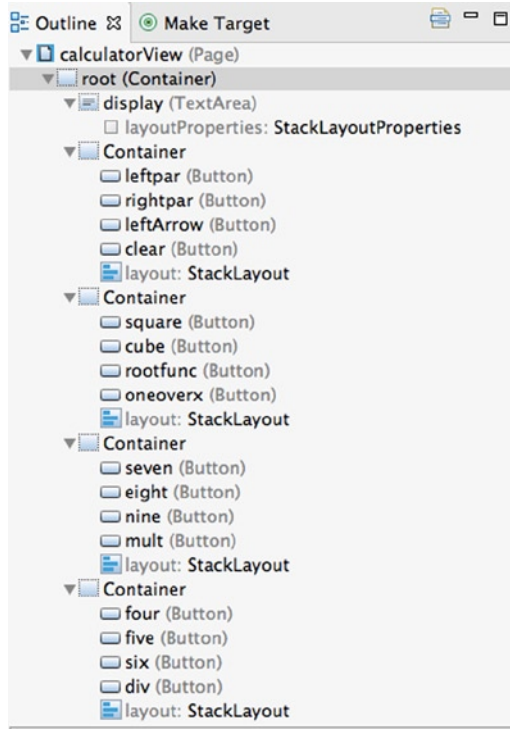 Outline Make Target
calculatorView (Page)
root (Container)
display (TextArea)
layoutProperties: StackLayoutProperties
Container
leftpar (Button)
rightpar (Button)
leftArrow (Button)
clear (Button)
layout: StackLayout
Container
square (Button)
cube (Button)
rootfunc (Button)
oneoverx (Button)
layout: StackLayout
Container
seven (Button)
eight (Button)
nine (Button)
mult (Button)
layout: StackLayout
Container
four (Button)
five (Button)
six (Button)
div (Button)
layout: StackLayout